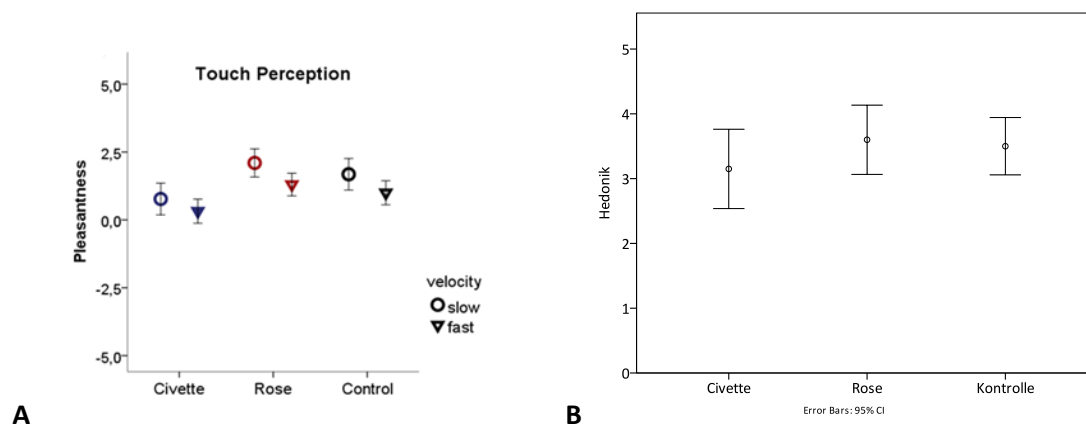 Touch Perception
Pleasantness
5,0
2,5
0,0
-2,5
-5,0
Civette Rose Control
velocity
slow
fast
A
Hedonik
5
4
3
2
1
0
Civette Rose Kontrolle
Error Bars: 95% CI
B